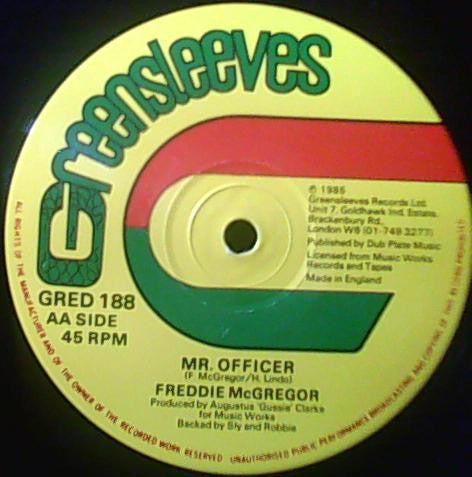 Greensleeves
℗ 1985
Greensleeves Records Ltd.
Unit 7, Goldhawk Ind. Estate,
Brackenbury Rd.,
London W6 (01-749 3277)
Published by Dub Plate Music
Licensed from Music Works
Records and Tapes
Made in England
GRED 188
AA SIDE
45 RPM
MR. OFFICER
(F. McGregor/H. Lindo)
FREDDIE McGREGOR
Produced by Augustus 'Gussie' Clarke
for Music Works
Backed by Sly and Robbie
ALL RIGHTS OF THE MANUFACTURER AND OF THE OWNER OF THE RECORDED WORK RESERVED UNAUTHORISED PUBLIC PERFORMANCE BROADCASTING AND COPYING OF THIS RECORD PROHIBITED